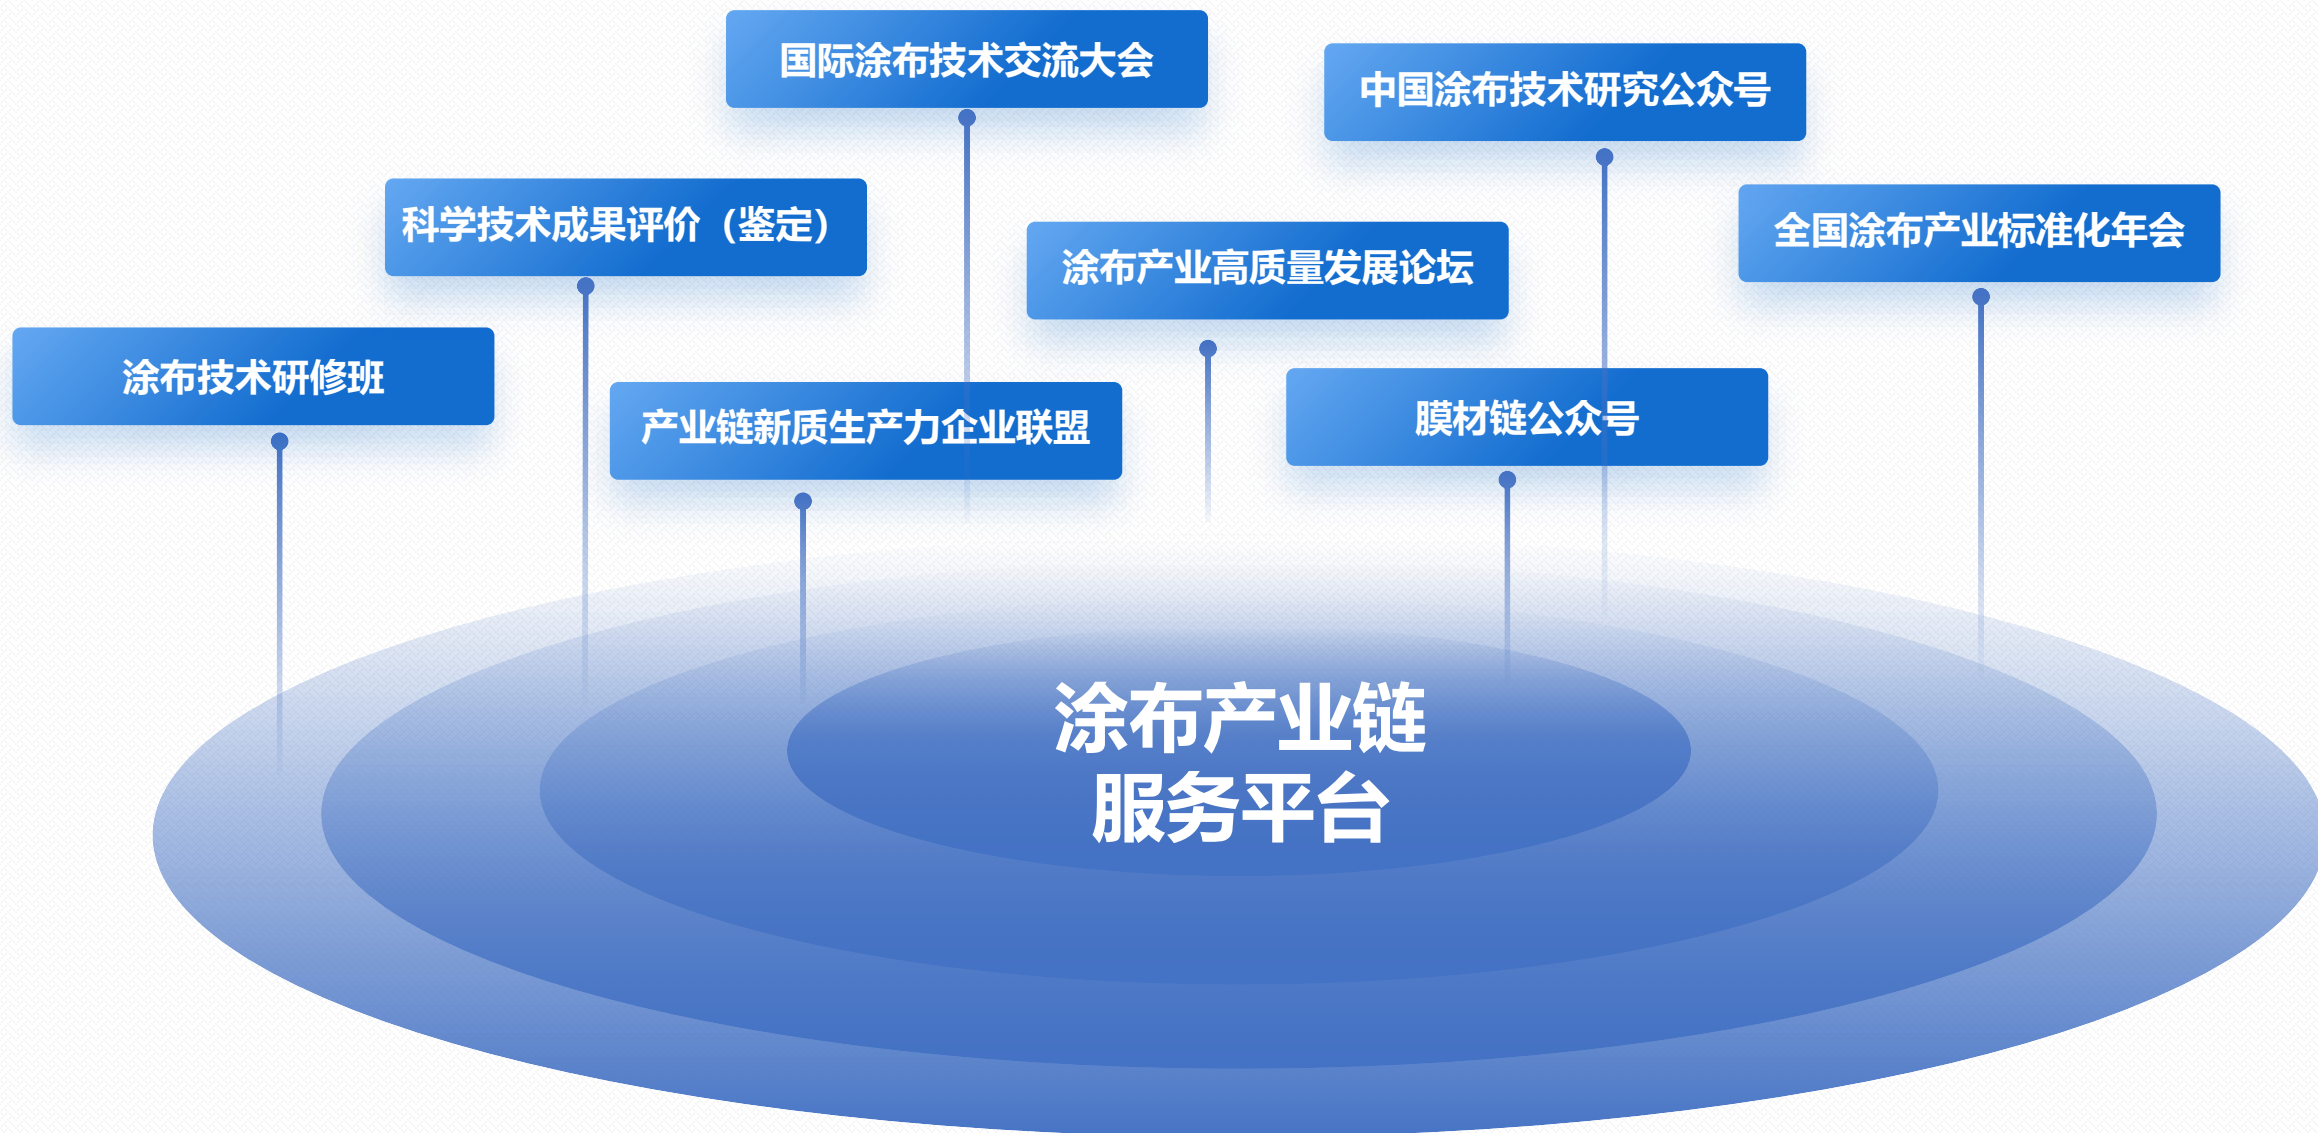 国际涂布技术交流大会
中国涂布技术研究公众号
科学技术成果评价（鉴定）
全国涂布产业标准化年会
涂布产业高质量发展论坛
涂布技术研修班
产业链新质生产力企业联盟
膜材链公众号
涂布产业链
服务平台